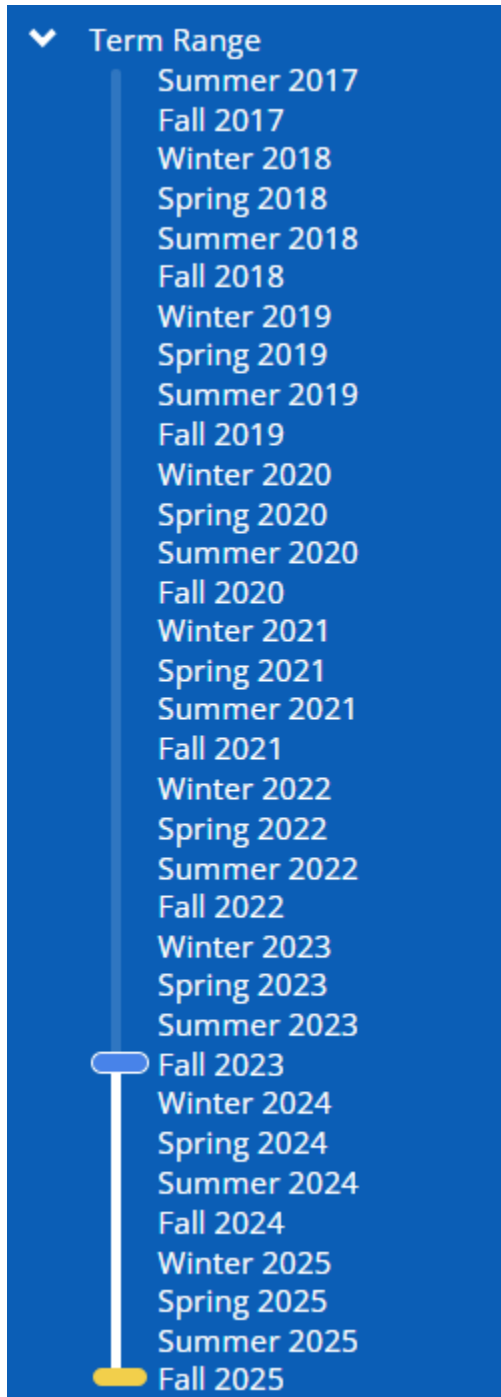 Term Range
Summer 2017
Fall 2017
Winter 2018
Spring 2018
Summer 2018
Fall 2018
Winter 2019
Spring 2019
Summer 2019
Fall 2019
Winter 2020
Spring 2020
Summer 2020
Fall 2020
Winter 2021
Spring 2021
Summer 2021
Fall 2021
Winter 2022
Spring 2022
Summer 2022
Fall 2022
Winter 2023
Spring 2023
Summer 2023
Fall 2023
Winter 2024
Spring 2024
Summer 2024
Fall 2024
Winter 2025
Spring 2025
Summer 2025
Fall 2025